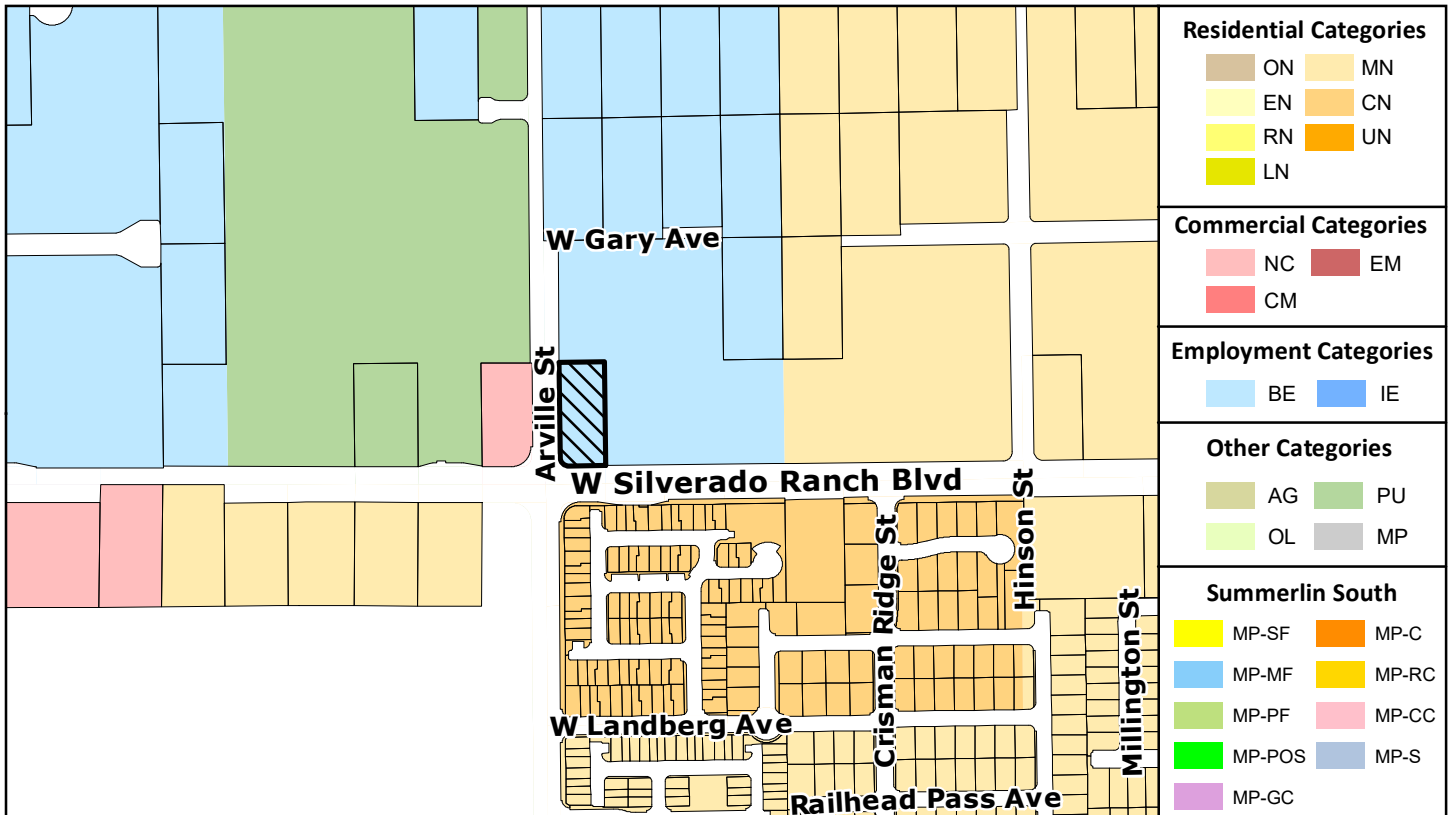 W Gary Ave
Arville St
W Silverado Ranch Blvd
Hinson St
Crisman Ridge St
Millington St
W Landberg Ave
Railhead Pass Ave
Residential Categories
ON MN
EN CN
RN UN
LN
Commercial Categories
NC EM
CM
Employment Categories
BE IE
Other Categories
AG PU
OL MP
Summerlin South
MP-SF MP-C
MP-MF MP-RC
MP-PF MP-CC
MP-POS MP-S
MP-GC